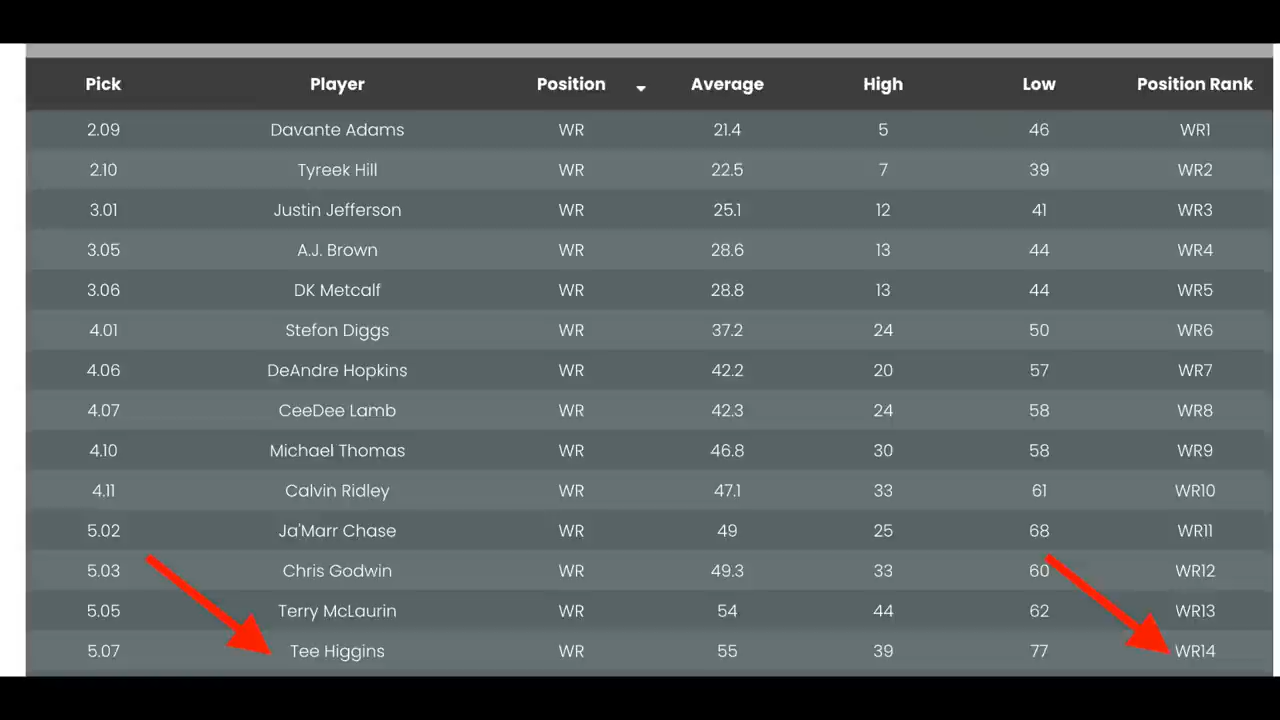 Pick Player Position Average High Low Position Rank
2.09 Davante Adams WR 21.4 5 46 WR1
2.10 Tyreek Hill WR 22.5 7 39 WR2
3.01 Justin Jefferson WR 25.1 12 41 WR3
3.05 A.J. Brown WR 28.6 13 44 WR4
3.06 DK Metcalf WR 28.8 13 44 WR5
4.01 Stefon Diggs WR 37.2 24 50 WR6
4.06 DeAndre Hopkins WR 42.2 20 57 WR7
4.07 CeeDee Lamb WR 42.3 24 58 WR8
4.10 Michael Thomas WR 46.8 30 58 WR9
4.11 Calvin Ridley WR 47.1 33 61 WR10
5.02 Ja'Marr Chase WR 49 25 68 WR11
5.03 Chris Godwin WR 49.3 33 60 WR12
5.05 Terry McLaurin WR 54 44 62 WR13
5.07 Tee Higgins WR 55 39 77 WR14